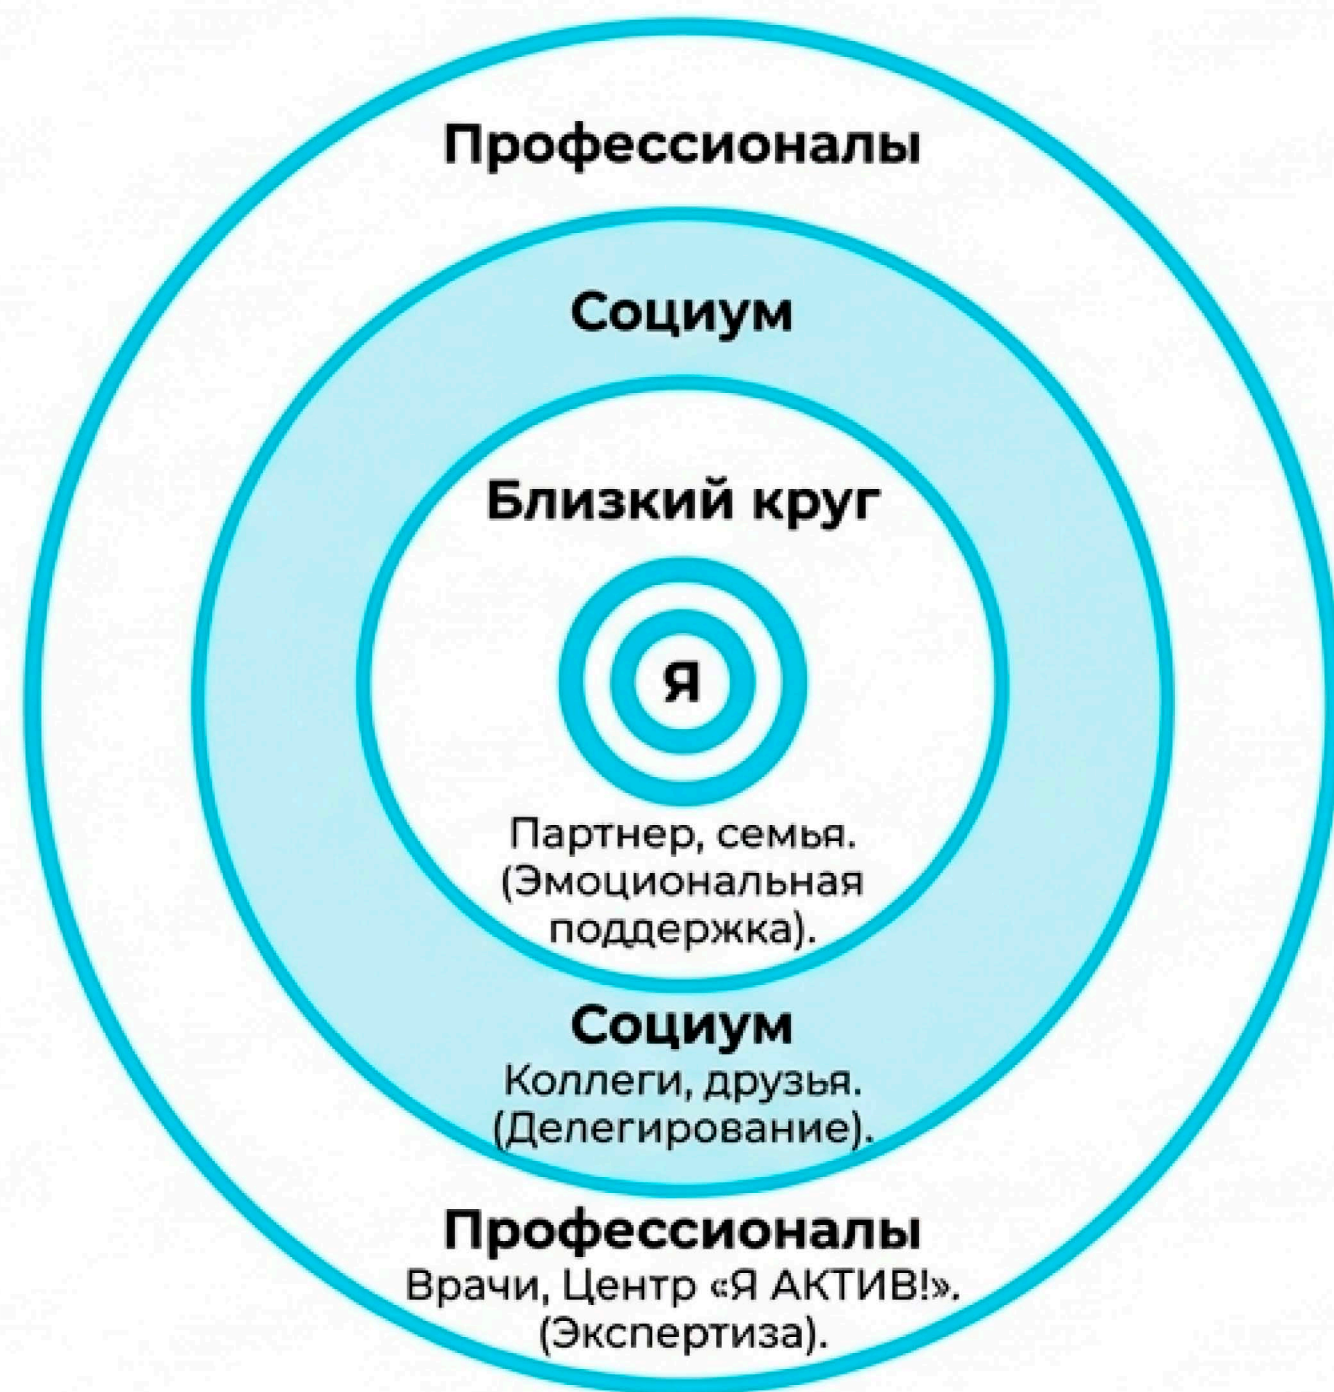 Профессионалы
Социум
Близкий круг
Я
Партнер, семья.
(Эмоциональная
поддержка).
Социум
Коллеги, друзья.
(Делегирование).
Профессионалы
Врачи, Центр «Я АКТИВ!».
(Экспертиза).